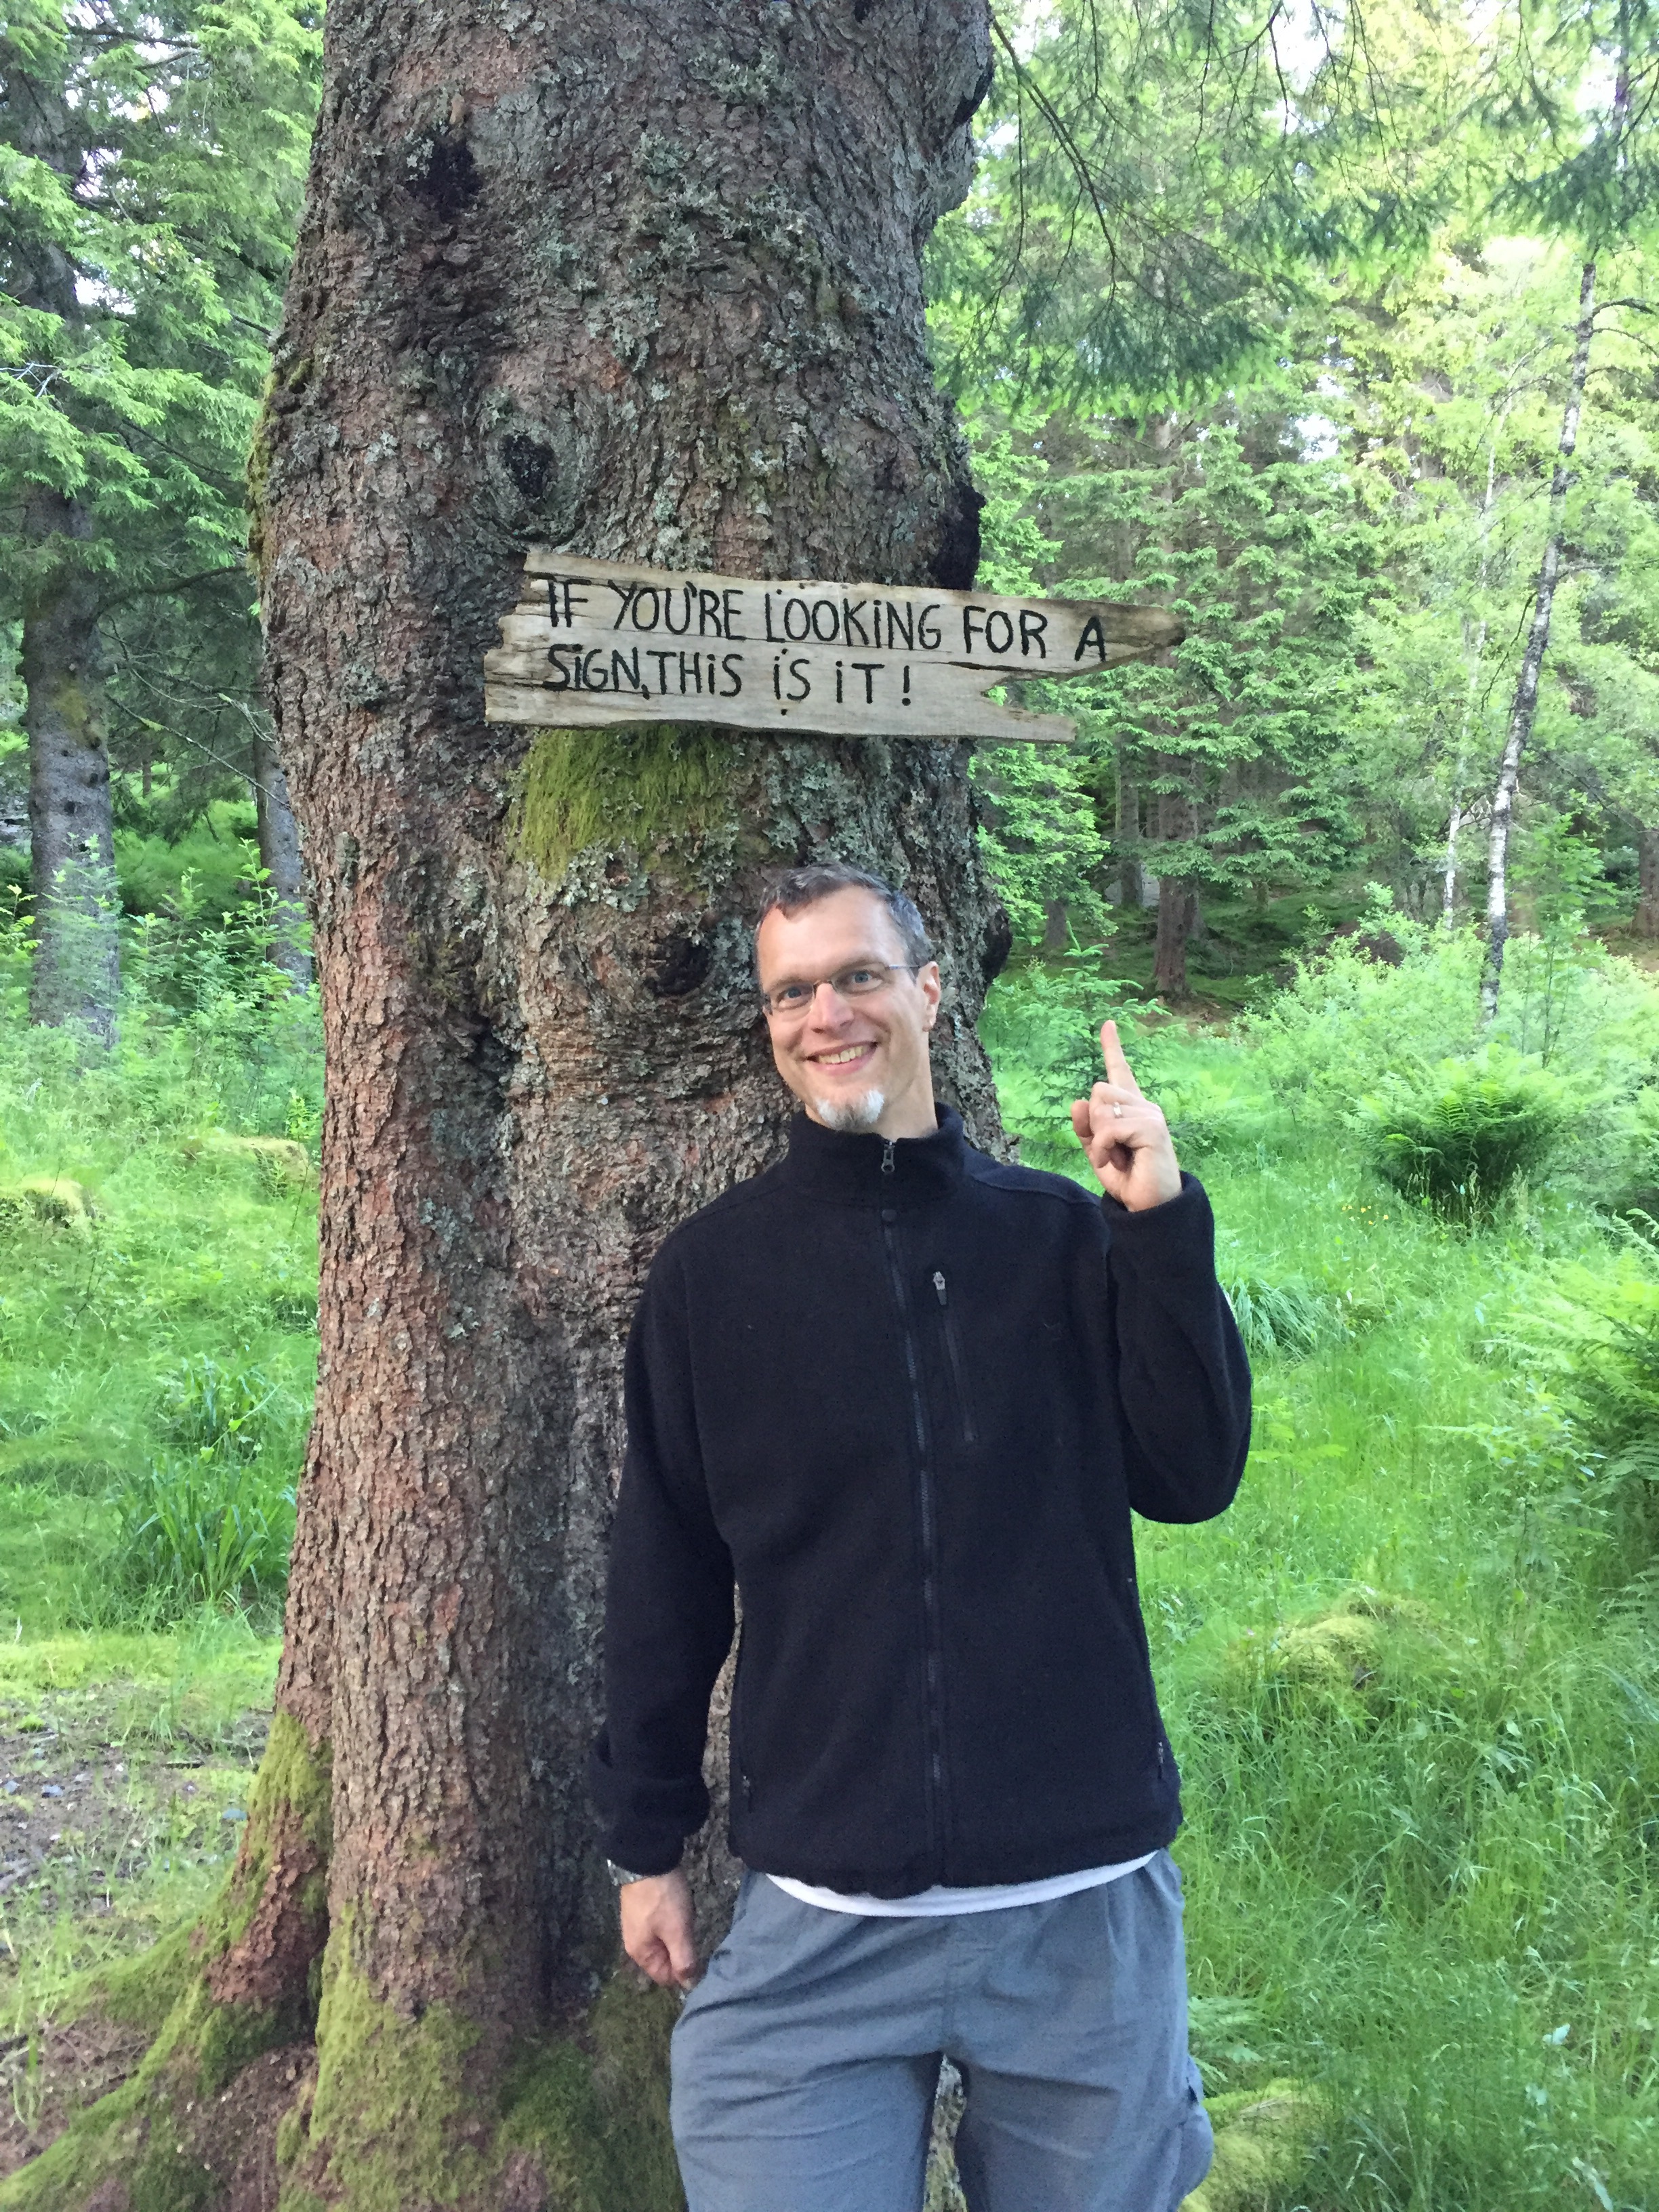 IF YOU'RE LOOKiNG FOR A
SiGN,THiS iS iT!